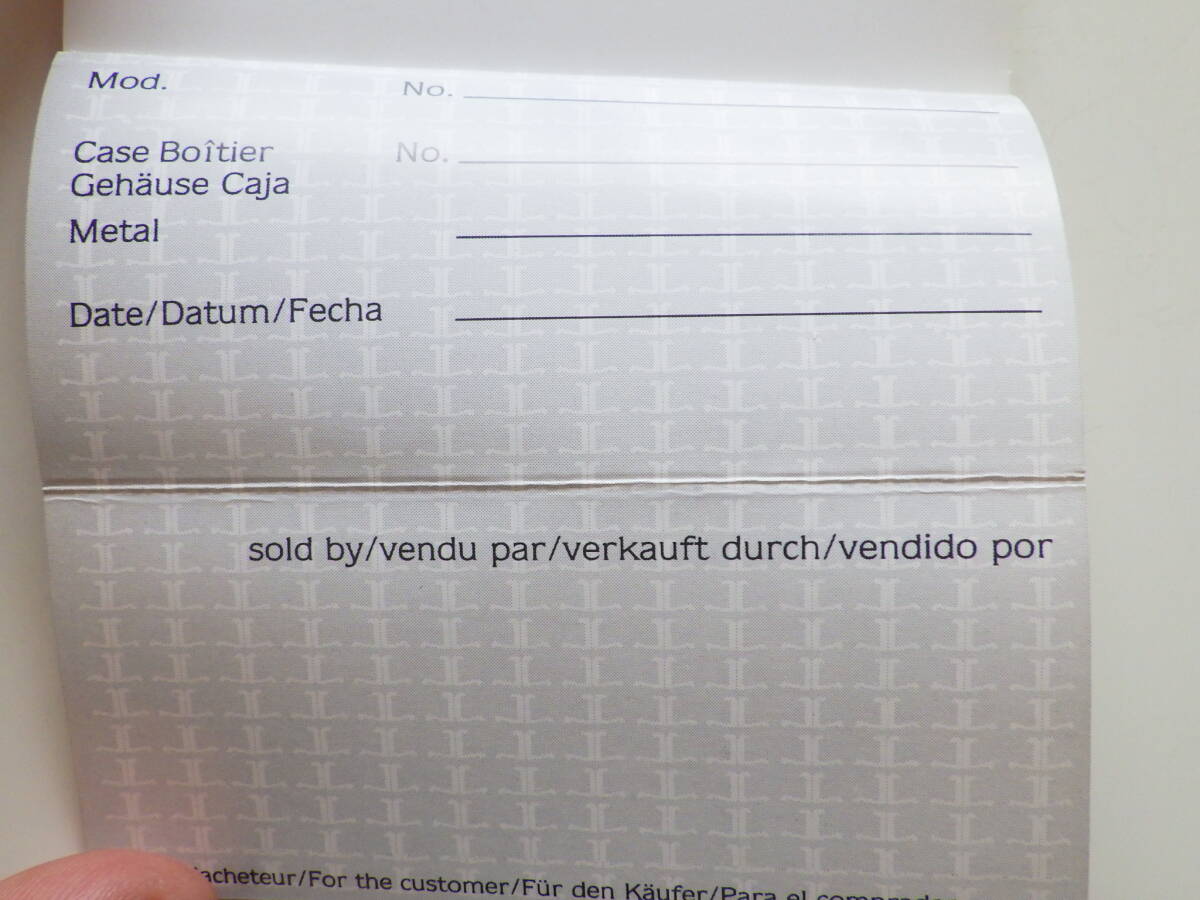 Mod. No.
Case Boîtier No.
Gehäuse Caja
Metal
Date/Datum/Fecha
sold by/vendu par/verkauft durch/vendido por
acheteur/For the customer/Für den Käufer/Para el